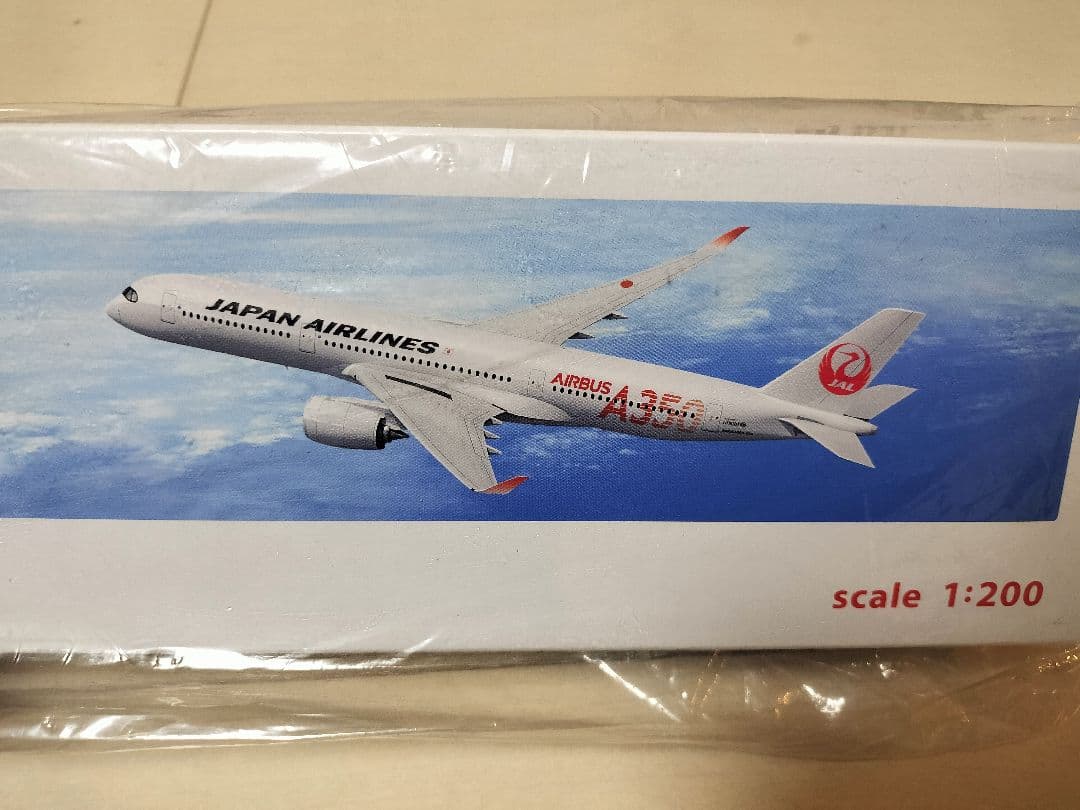 JAPAN AIRLINES
AIRBUS A350
JAL
scale 1:200